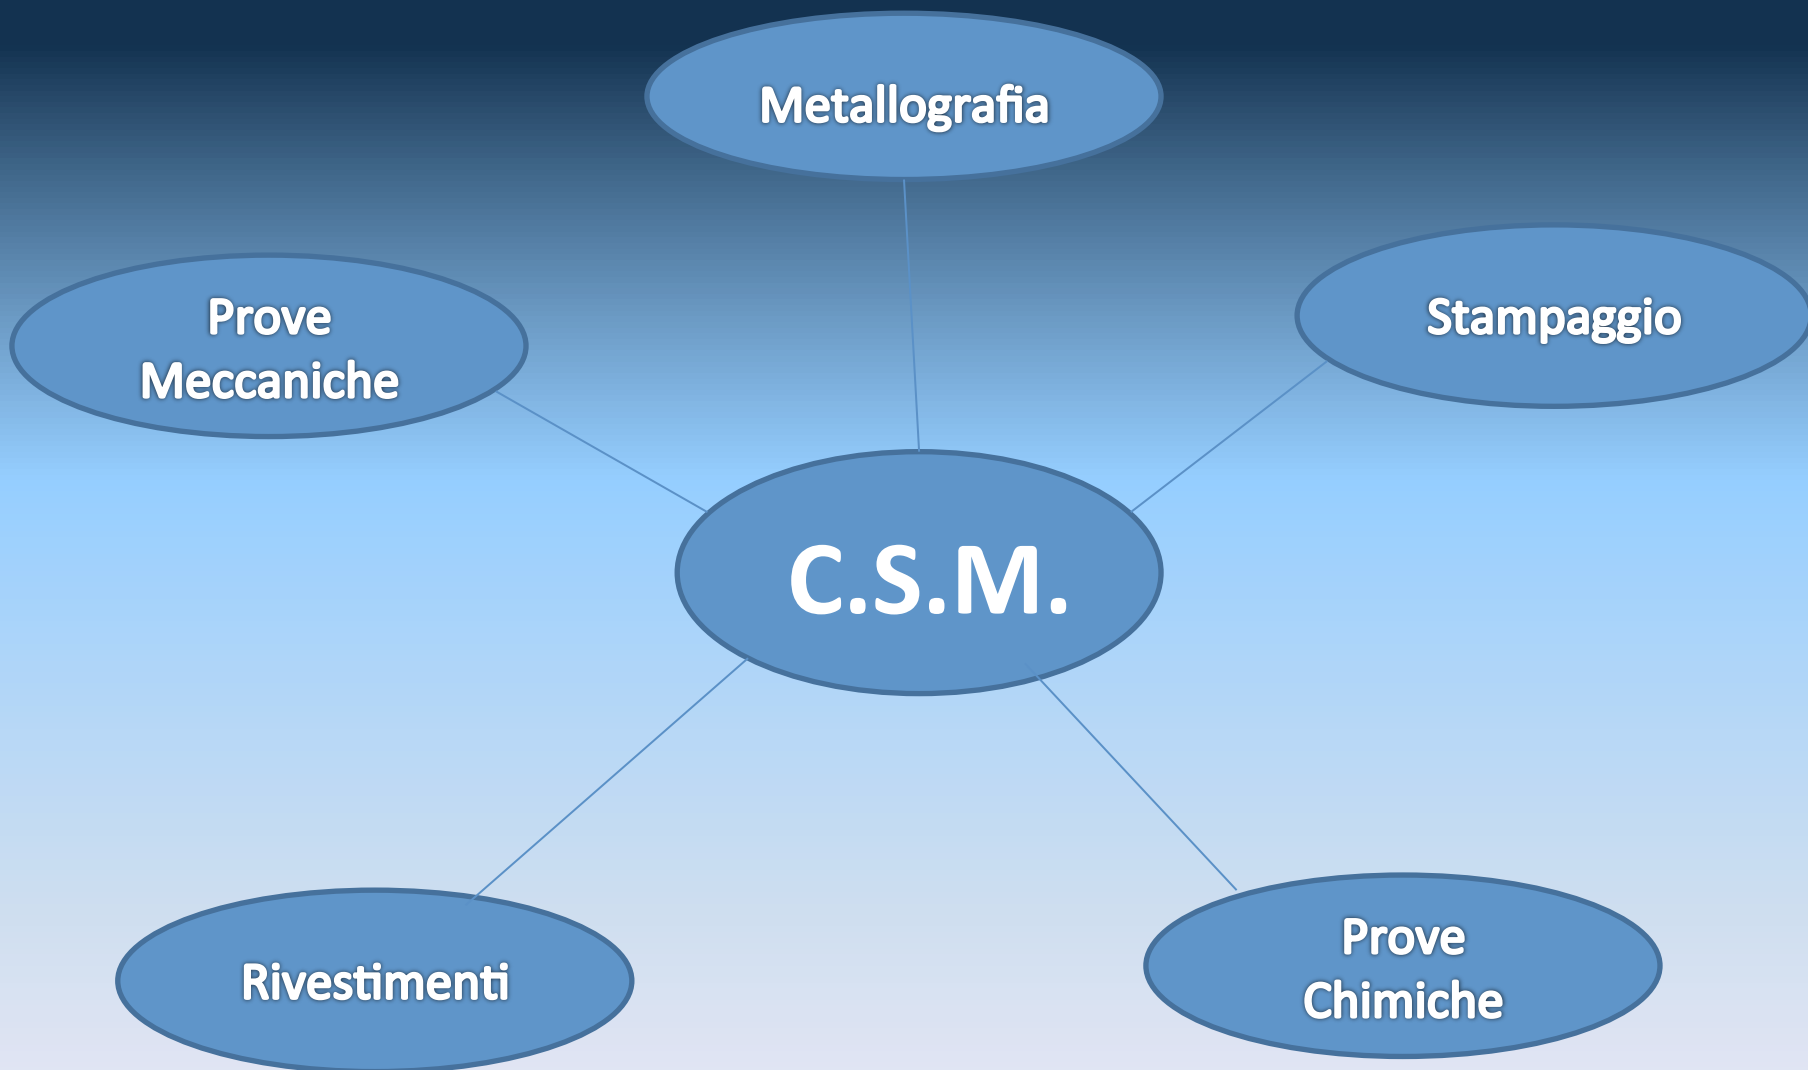 Metallografia
Prove
Meccaniche
Stampaggio
C.S.M.
Rivestimenti
Prove
Chimiche